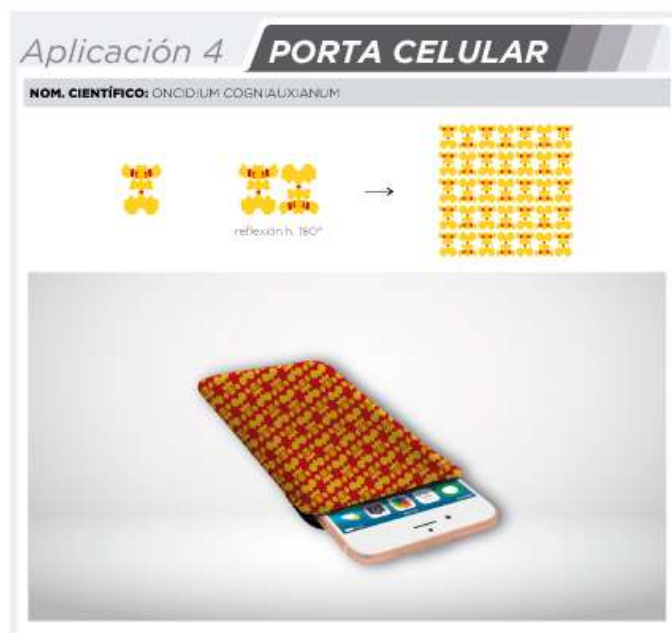 Aplicación 4
PORTA CELULAR
NOM. CIENTÍFICO: ONCIDIUM COGNIAUXIANUM
reflexión h. 180°